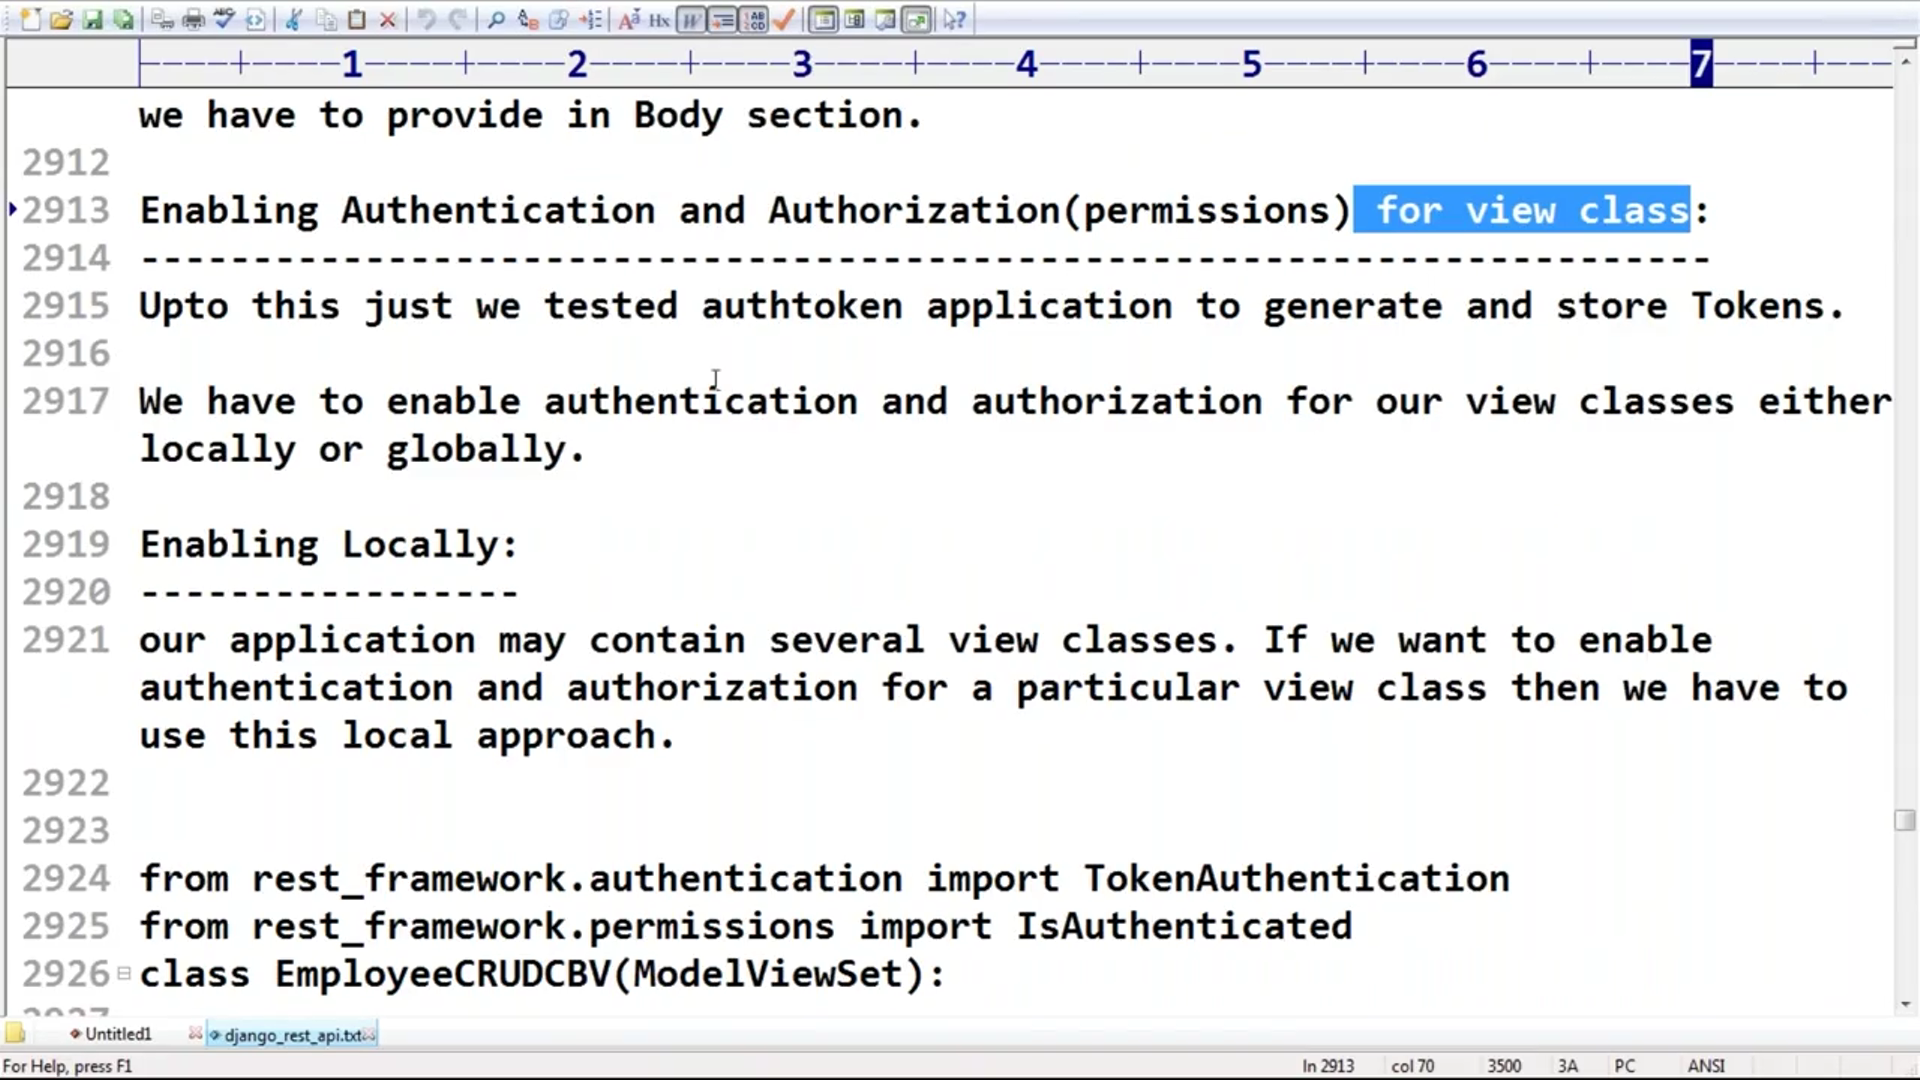 1 2 3 4 5 6 7
we have to provide in Body section.
2912
2913 Enabling Authentication and Authorization(permissions) for view class:
2914 ----------------------------------------------------------------------
2915 Upto this just we tested authtoken application to generate and store Tokens.
2916
2917 We have to enable authentication and authorization for our view classes either
locally or globally.
2918
2919 Enabling Locally:
2920 -----------------
2921 our application may contain several view classes. If we want to enable
authentication and authorization for a particular view class then we have to
use this local approach.
2922
2923
2924 from rest_framework.authentication import TokenAuthentication
2925 from rest_framework.permissions import IsAuthenticated
2926 class EmployeeCRUDCBV(ModelViewSet):
Untitled1 django_rest_api.txt
For Help, press F1 ln 2913 col 70 3500 3A PC ANSI